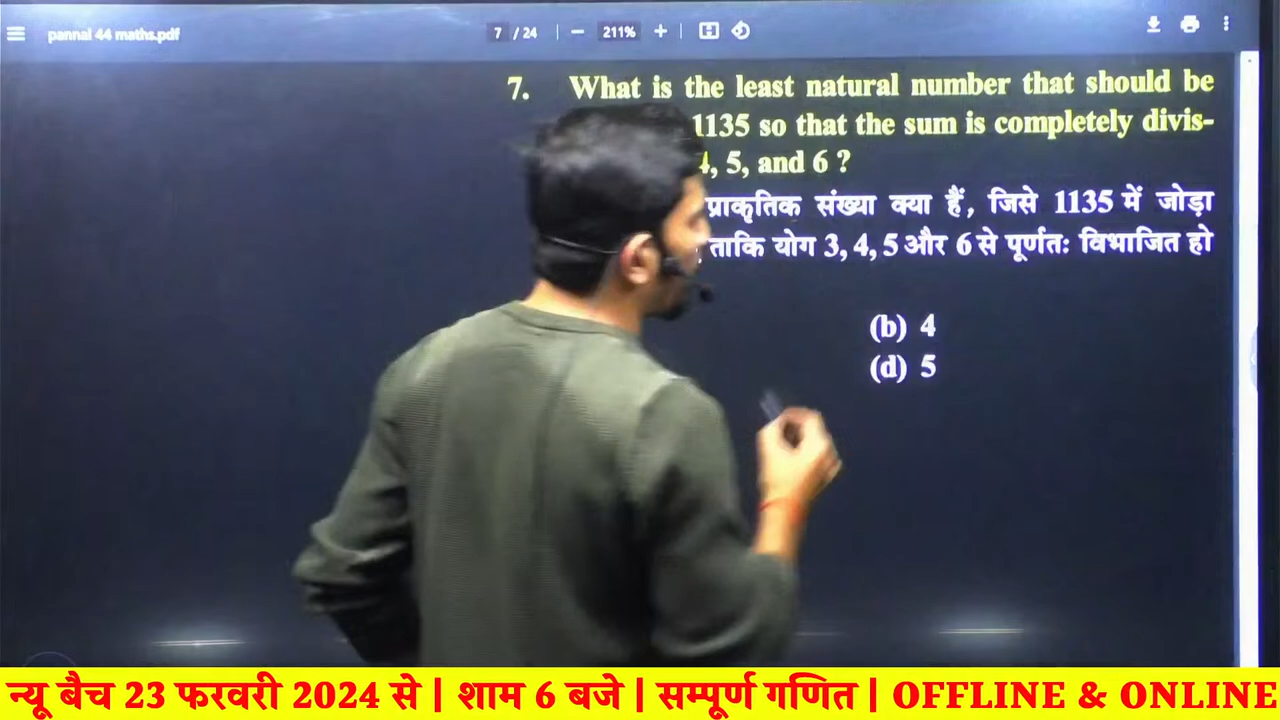 pannal 44 maths.pdf
7 / 24
211%
7. What is the least natural number that should be
1135 so that the sum is completely divis-
4, 5, and 6 ?
प्राकृतिक संख्या क्या हैं, जिसे 1135 में जोड़ा
ताकि योग 3, 4, 5 और 6 से पूर्णतः विभाजित हो
(b) 4
(d) 5
न्यू बैच 23 फरवरी 2024 से | शाम 6 बजे | सम्पूर्ण गणित | OFFLINE & ONLINE